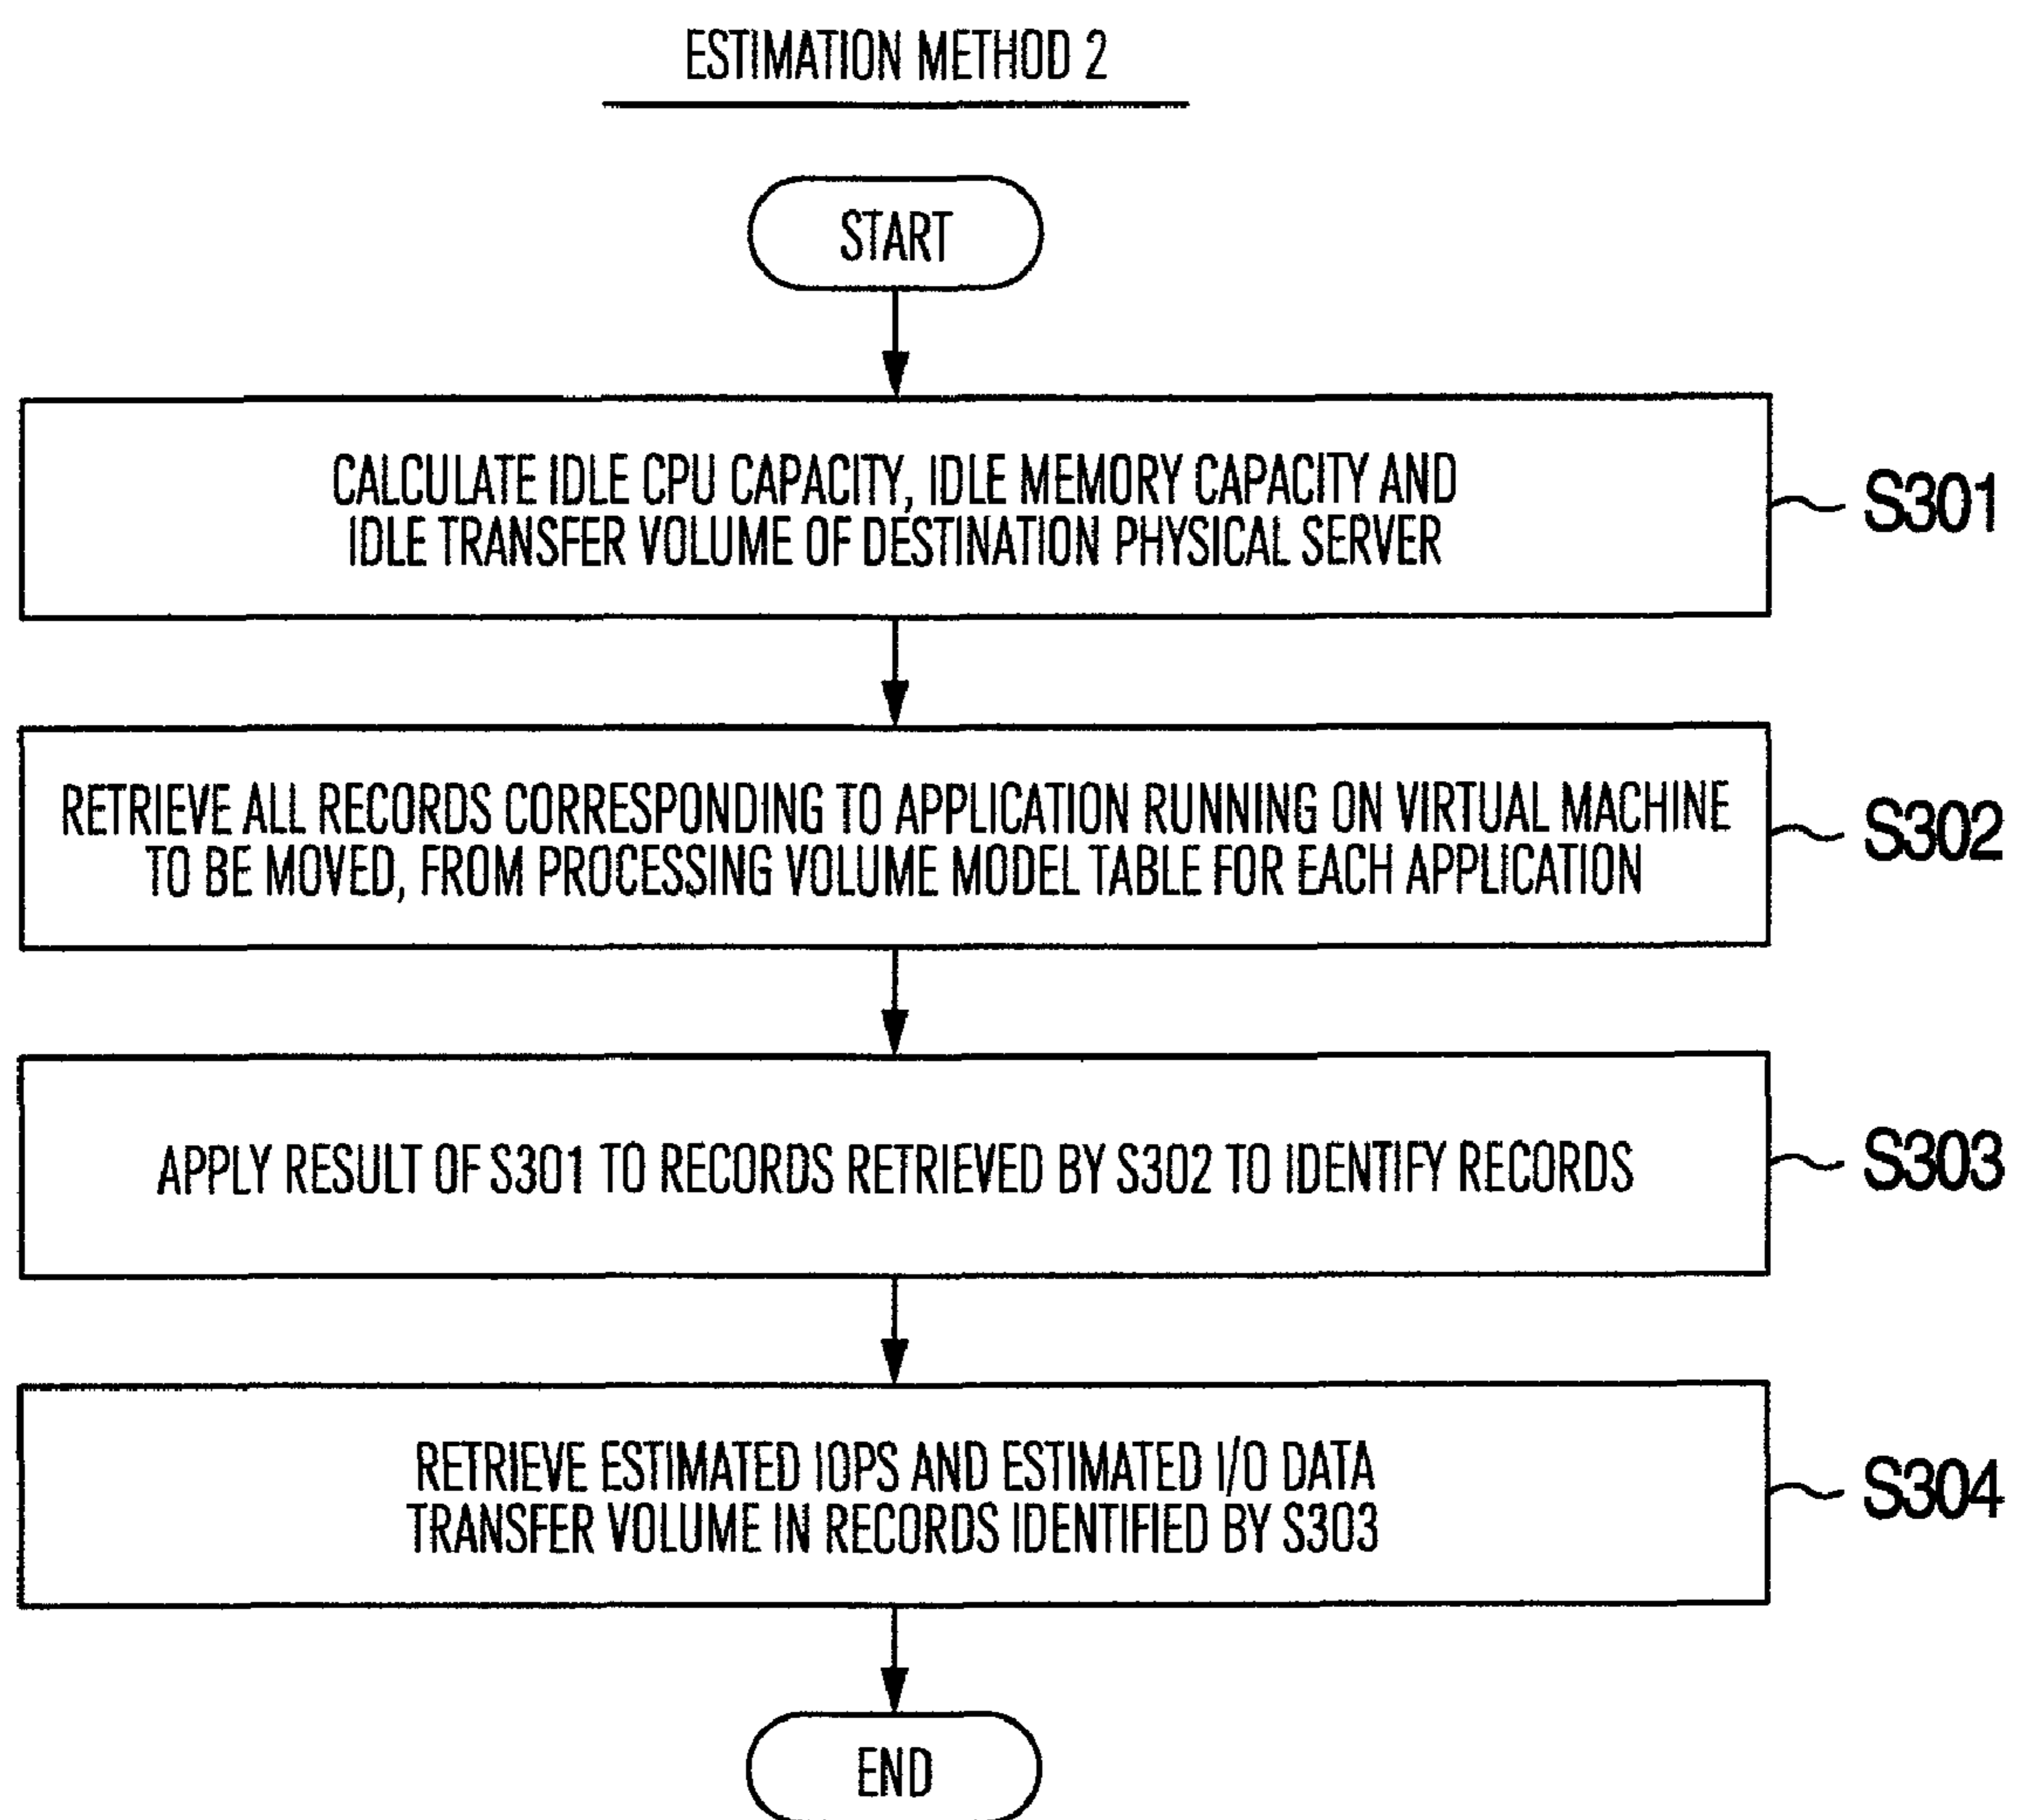 ESTIMATION METHOD 2
START
CALCULATE IDLE CPU CAPACITY, IDLE MEMORY CAPACITY AND
IDLE TRANSFER VOLUME OF DESTINATION PHYSICAL SERVER
S301
RETRIEVE ALL RECORDS CORRESPONDING TO APPLICATION RUNNING ON VIRTUAL MACHINE
TO BE MOVED, FROM PROCESSING VOLUME MODEL TABLE FOR EACH APPLICATION
S302
APPLY RESULT OF S301 TO RECORDS RETRIEVED BY S302 TO IDENTIFY RECORDS
S303
RETRIEVE ESTIMATED IOPS AND ESTIMATED I/O DATA
TRANSFER VOLUME IN RECORDS IDENTIFIED BY S303
S304
END